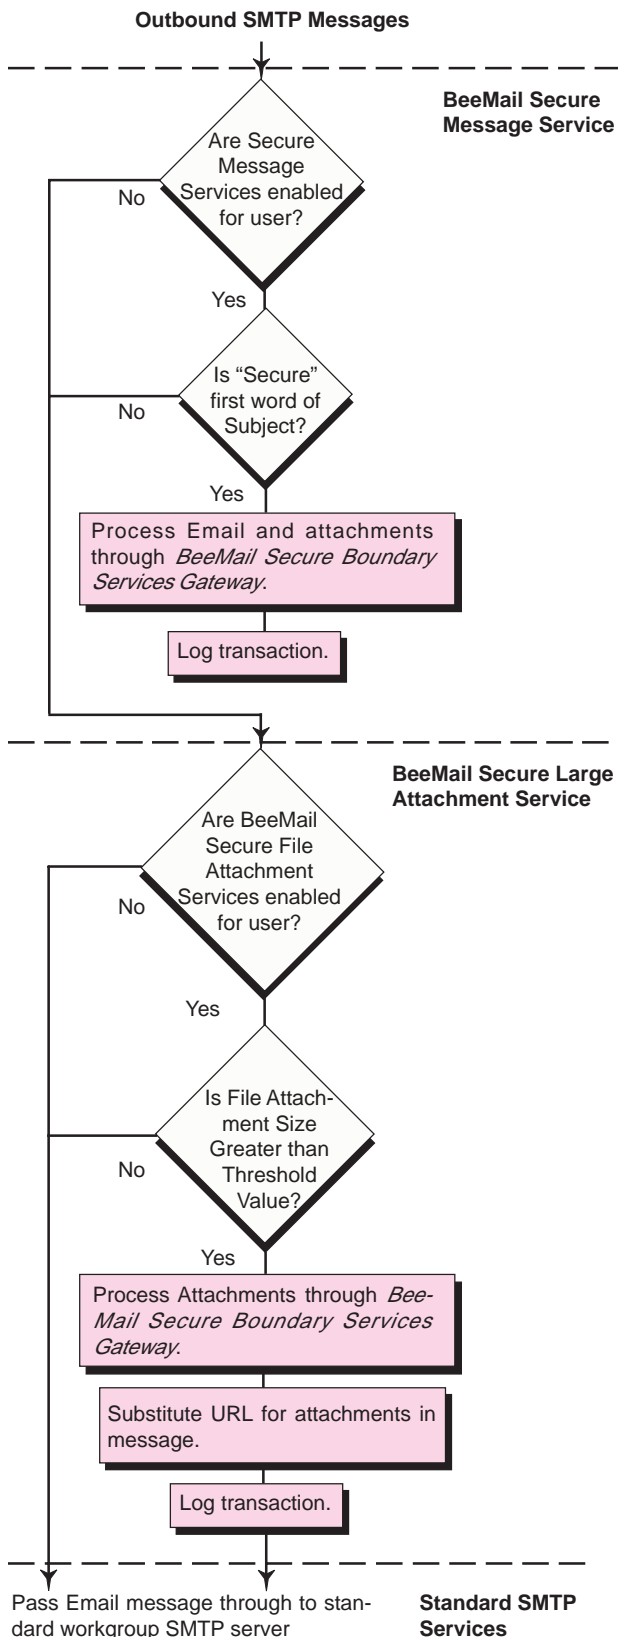 Outbound SMTP Messages
BeeMail Secure
Message Service
Are Secure
Message
Services enabled
for user?
No
Yes
Is “Secure”
first word of
Subject?
No
Yes
Process Email and attachments
through BeeMail Secure Boundary
Services Gateway.
Log transaction.
BeeMail Secure Large
Attachment Service
Are BeeMail
Secure File
Attachment
Services enabled
for user?
No
Yes
Is File Attach-
ment Size
Greater than
Threshold
Value?
No
Yes
Process Attachments through Bee-
Mail Secure Boundary Services
Gateway.
Substitute URL for attachments in
message.
Log transaction.
Pass Email message through to stan-
dard workgroup SMTP server
Standard SMTP
Services